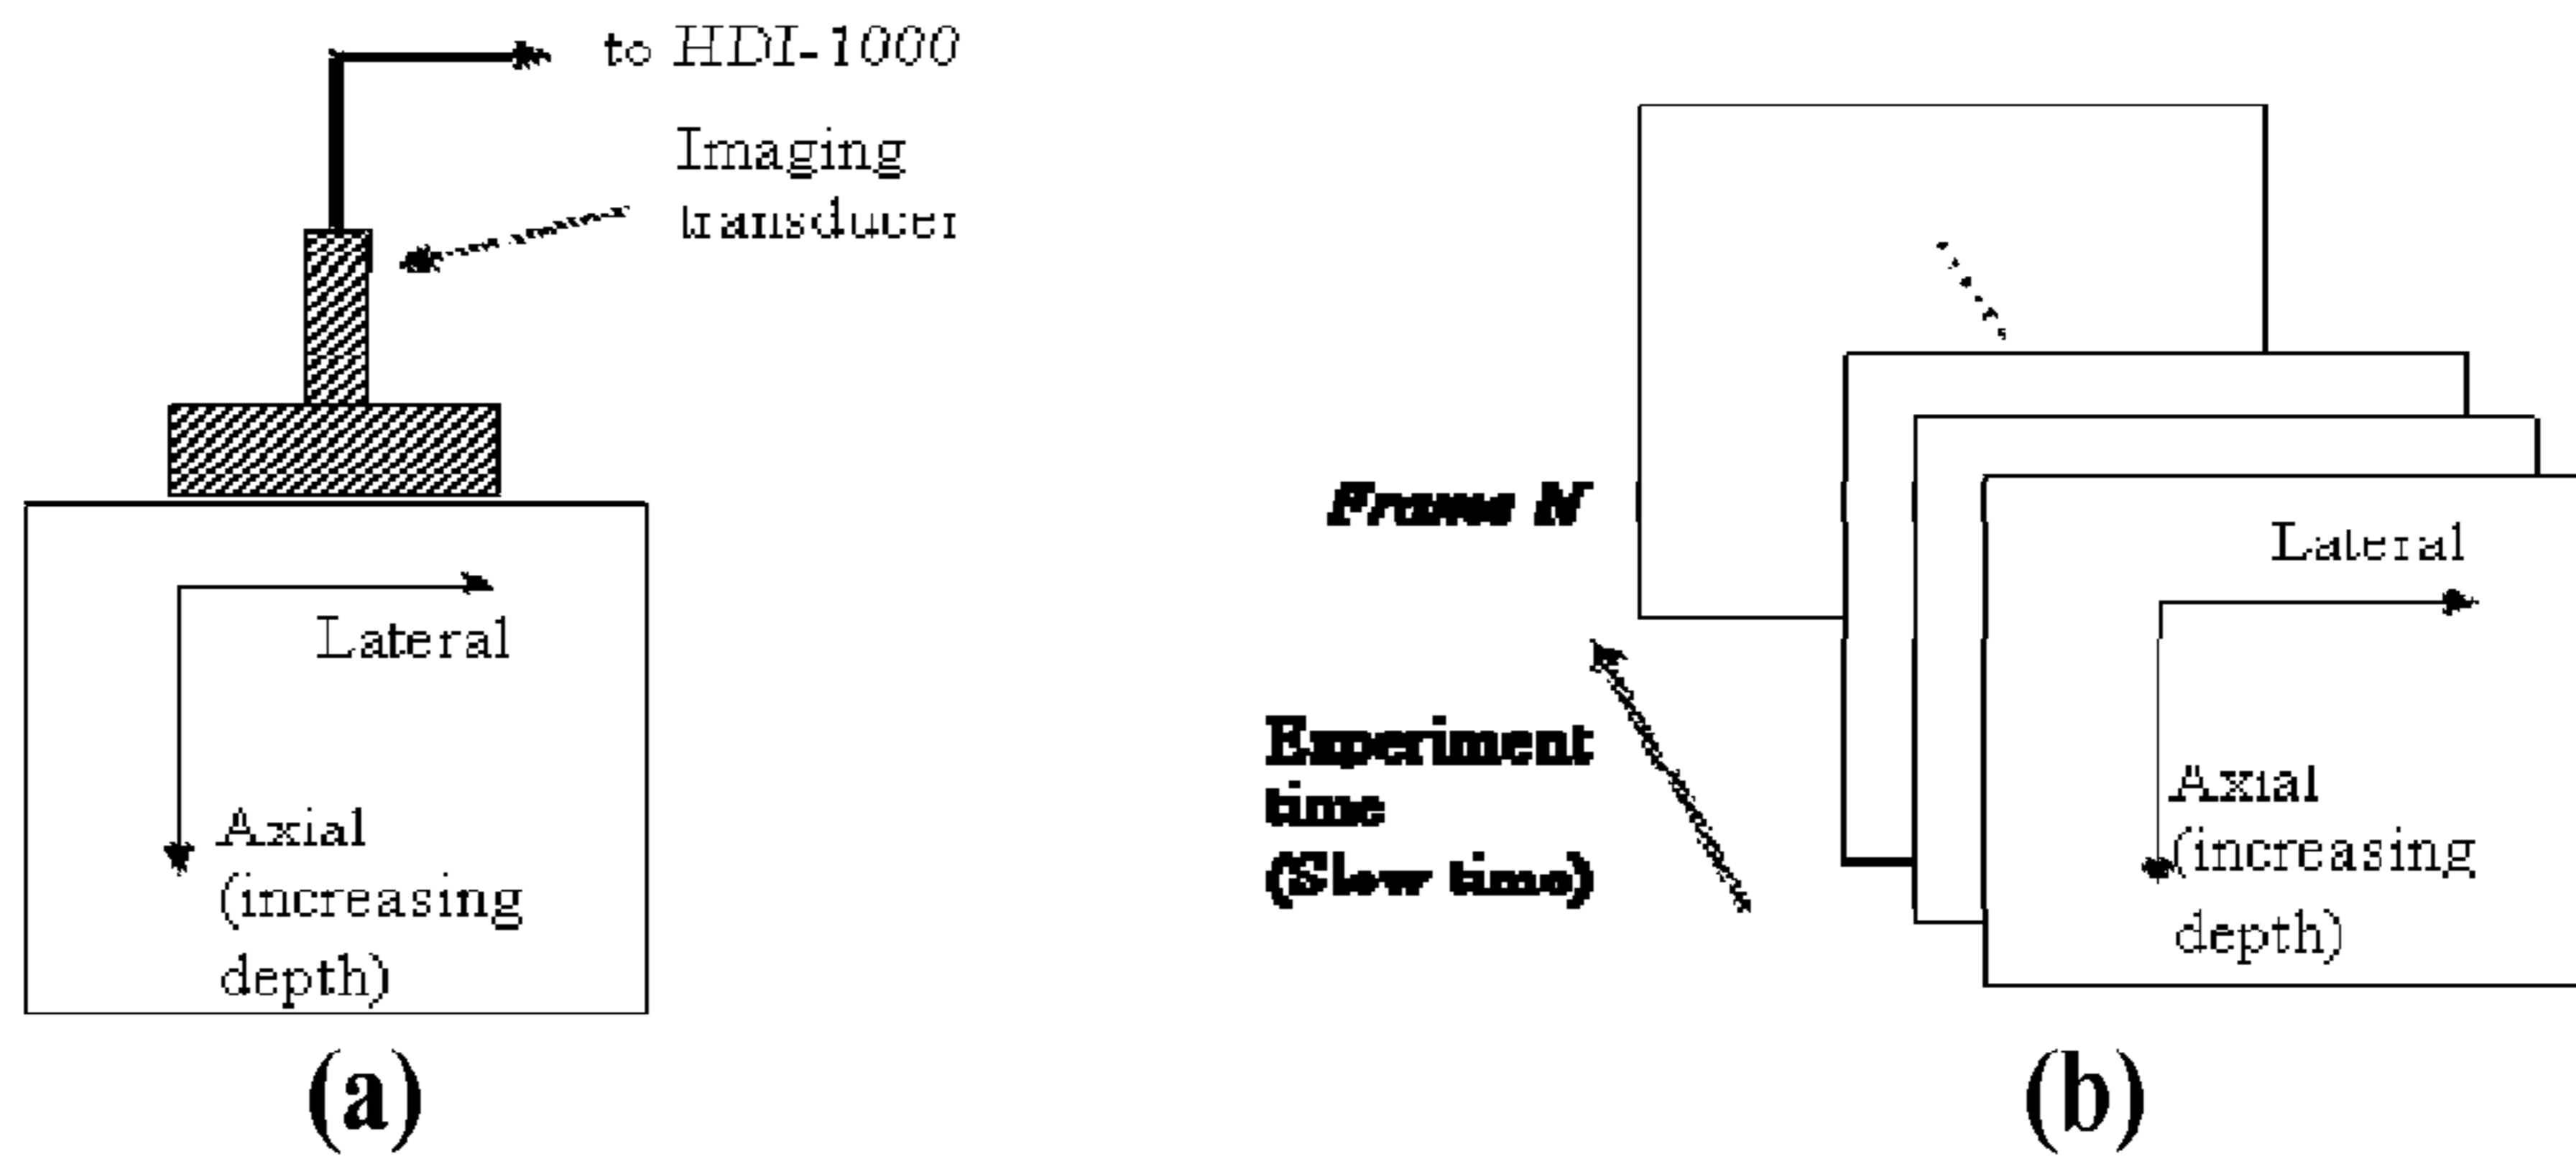 to HDI-1000
Imaging
transducer
Lateral
Axial
(increasing
depth)
(a)
Frame N
Experiment
time
(Slow time)
Lateral
Axial
(increasing
depth)
(b)